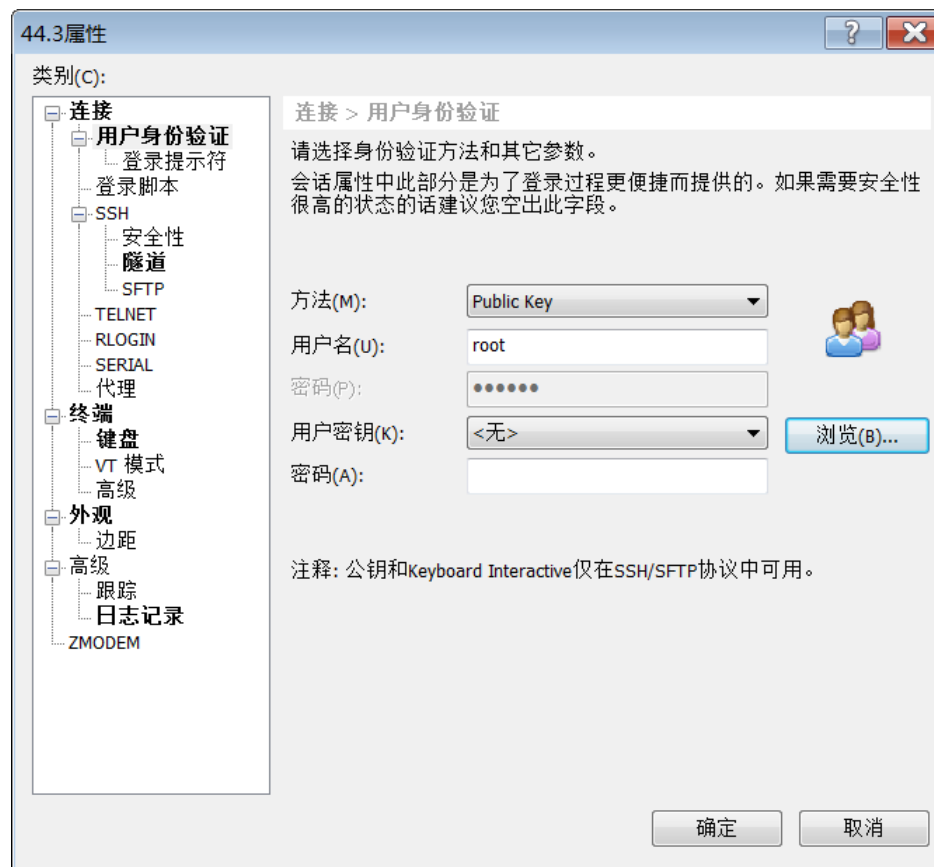 44.3属性
类别(C):
连接
用户身份验证
登录提示符
登录脚本
SSH
安全性
隧道
SFTP
TELNET
RLOGIN
SERIAL
代理
终端
键盘
VT 模式
高级
外观
边距
高级
跟踪
日志记录
ZMODEM
连接 > 用户身份验证
请选择身份验证方法和其它参数。
会话属性中此部分是为了登录过程更便捷而提供的。如果需要安全性
很高的状态的话建议您空出此字段。
方法(M):
Public Key
用户名(U):
root
密码(P):
●●●●●●
用户密钥(K):
<无>
浏览(B)...
密码(A):
注释: 公钥和Keyboard Interactive仅在SSH/SFTP协议中可用。
确定
取消